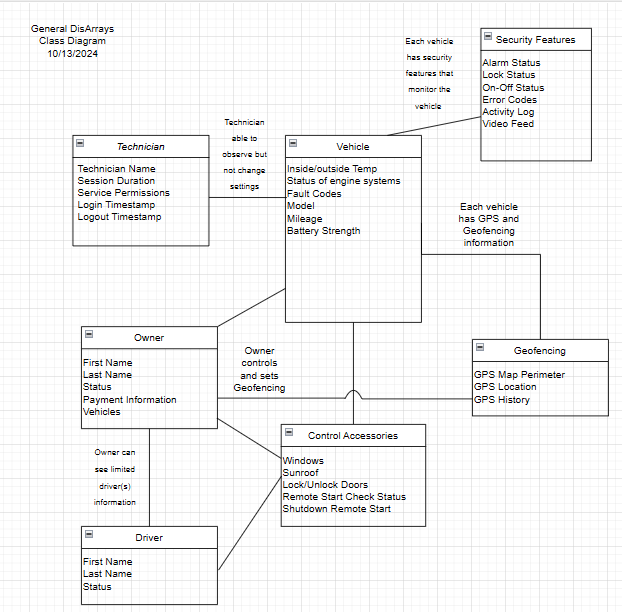 General DisArrays
Class Diagram
10/13/2024
Each vehicle
has security
features that
monitor the
vehicle
Security Features
Alarm Status
Lock Status
On-Off Status
Error Codes
Activity Log
Video Feed
Technician
Technician Name
Session Duration
Service Permissions
Login Timestamp
Logout Timestamp
Technician
able to
observe but
not change
settings
Vehicle
Inside/outside Temp
Status of engine systems
Fault Codes
Model
Mileage
Battery Strength
Each vehicle
has GPS and
Geofencing
information
Owner
First Name
Last Name
Status
Payment Information
Vehicles
Owner
controls
and sets
Geofencing
Geofencing
GPS Map Perimeter
GPS Location
GPS History
Control Accessories
Windows
Sunroof
Lock/Unlock Doors
Remote Start Check Status
Shutdown Remote Start
Owner can
see limited
driver(s)
information
Driver
First Name
Last Name
Status